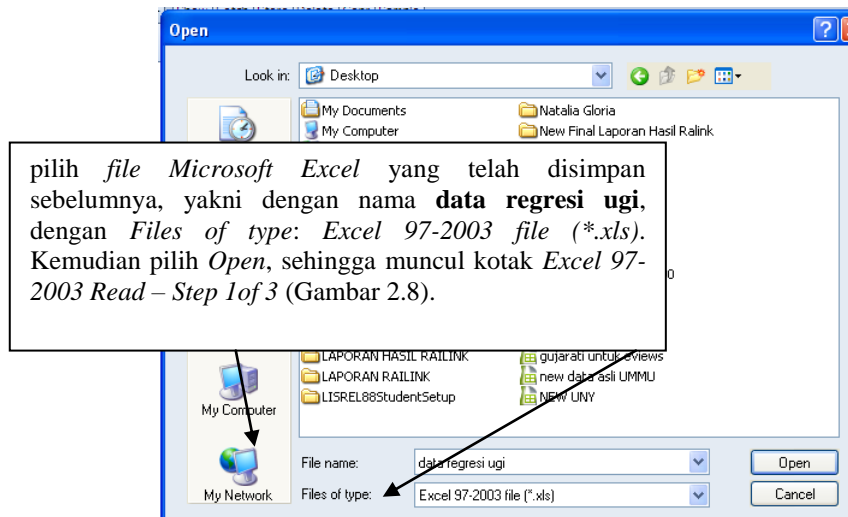 Open
Look in:
Desktop
My Documents
Natalia Gloria
My Computer
New Final Laporan Hasil Ralink
pilih file Microsoft Excel yang telah disimpan
sebelumnya, yakni dengan nama data regresi ugi,
dengan Files of type: Excel 97-2003 file (*.xls).
Kemudian pilih Open, sehingga muncul kotak Excel 97-
2003 Read – Step 1of 3 (Gambar 2.8).
LAPORAN HASIL RAILINK
gujarati untuk eviews
LAPORAN RAILINK
new data asli UMMU
LISREL88StudentSetup
NEW UNY
My Computer
My Network
File name:
data regresi ugi
Open
Files of type:
Excel 97-2003 file (*.xls)
Cancel